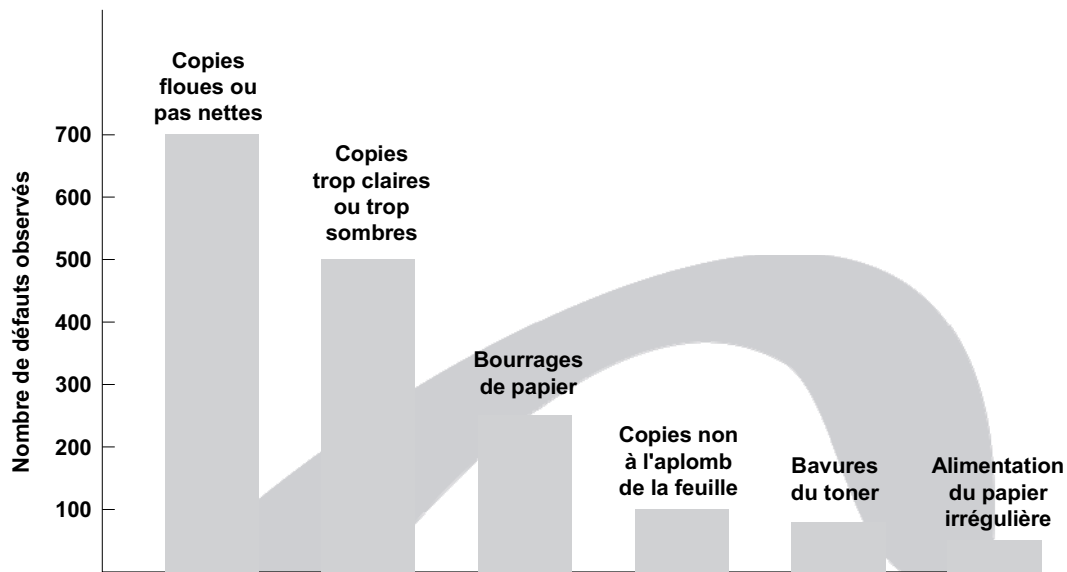 Copies
floues ou
pas nettes
Copies
trop claires
ou trop
sombres
Bourrages
de papier
Copies non
à l'aplomb
de la feuille
Bavures
du toner
Alimentation
du papier
irrégulière
Nombre de défauts observés
700
600
500
400
300
200
100